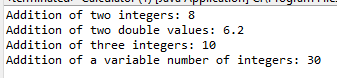 Addition of two integers: 8
Addition of two double values: 6.2
Addition of three integers: 10
Addition of a variable number of integers: 30